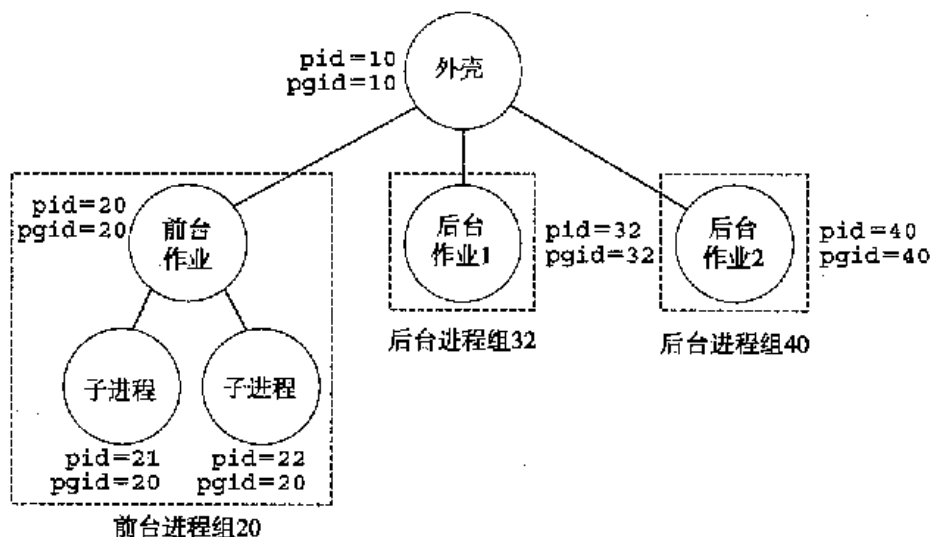 pid=10
pgid=10
外壳
pid=20
pgid=20
前台
作业
后台
作业1
pid=32
pgid=32
后台
作业2
pid=40
pgid=40
后台进程组32
后台进程组40
子进程
子进程
pid=21
pgid=20
pid=22
pgid=20
前台进程组20